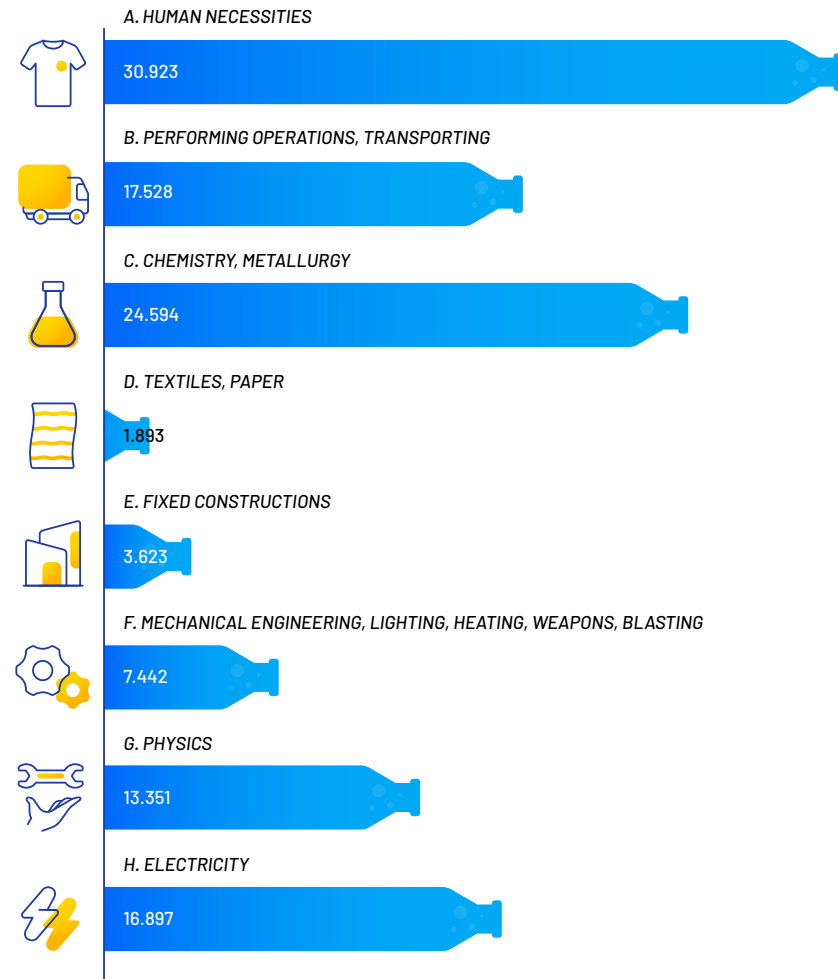 A. HUMAN NECESSITIES
30.923
B. PERFORMING OPERATIONS, TRANSPORTING
17.528
C. CHEMISTRY, METALLURGY
24.594
D. TEXTILES, PAPER
1.893
E. FIXED CONSTRUCTIONS
3.623
F. MECHANICAL ENGINEERING, LIGHTING, HEATING, WEAPONS, BLASTING
7.442
G. PHYSICS
13.351
H. ELECTRICITY
16.897